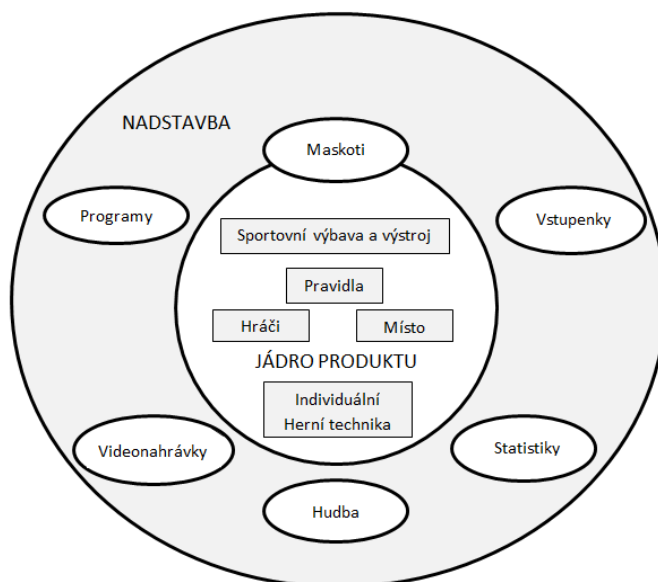 NADSTAVBA
Maskoti
Programy
Vstupenky
Sportovní výbava a výstroj
Pravidla
Hráči
Místo
JÁDRO PRODUKTU
Individuální
Herní technika
Videonahrávky
Statistiky
Hudba